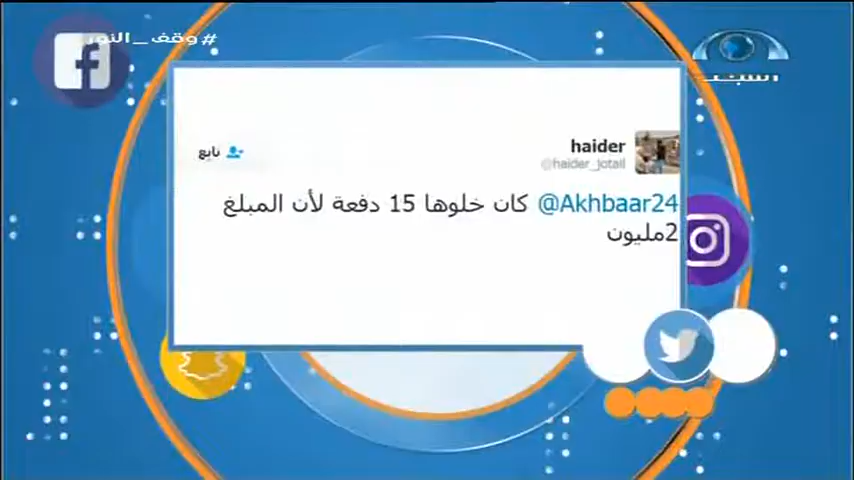 #وقف_النور
haider
@haider_jotail
تابع
@Akhbaar24 كان خلوها 15 دفعة لأن المبلغ
2مليون